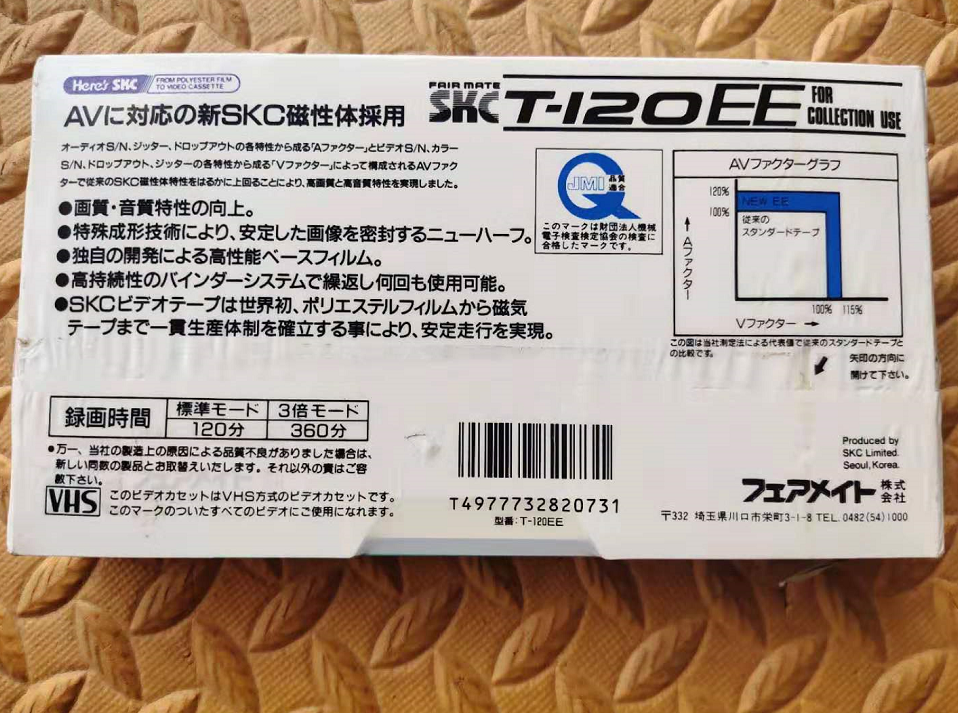 Here's SKC FROM POLYESTER FILM
TO VIDEO CASSETTE
AVに対応の新SKC磁性体採用
FAIR MATE
SKC T-120EE FOR
COLLECTION USE
オーディオS/N、ジッター、ドロップアウトの各特性から成る「Aファクター」とビデオS/N、カラー
S/N、ドロップアウト、ジッターの各特性から成る「Vファクター」によって構成されるAVファク
ターで従来のSKC磁性体特性をはるかに上回ることにより、高画質と高音質特性を実現しました。
●画質・音質特性の向上。
●特殊成形技術により、安定した画像を密封するニューハーフ。
●独自の開発による高性能ベースフィルム。
●高持続性のバインダーシステムで繰返し何回も使用可能。
●SKCビデオテープは世界初、ポリエステルフィルムから磁気
テープまで一貫生産体制を確立する事により、安定走行を実現。
JMI 品質
適合
このマークは財団法人機械
電子検査検定協会の検査に
合格したマークです。
AVファクターグラフ
120%
100%
NEW EE
従来の
スタンダードテープ
↑Aファクター
100% 115%
Vファクター →
この図は当社測定法による代表値で従来のスタンダードテープと
の比較です。
矢印の方向に
開けて下さい。
録画時間 標準モード 3倍モード
120分 360分
●万一、当社の製造上の原因による品質不良がありました場合は、
新しい同数の製品とお取替えいたします。それ以外の責はご容
赦下さい。
VHS このビデオカセットはVHS方式のビデオカセットです。
このマークのついたすべてのビデオにご使用になれます。
T4977732820731
型番:T-120EE
Produced by
SKC Limited.
Seoul, Korea.
フェアメイト株式
会社
〒332 埼玉県川口市栄町3-1-8 TEL. 0482(54)1000